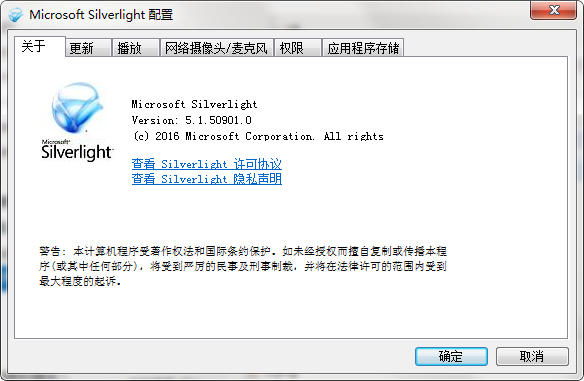 Microsoft Silverlight 配置
关于 更新 播放 网络摄像头/麦克风 权限 应用程序存储
Microsoft®
Silverlight™
Microsoft Silverlight
Version: 5.1.50901.0
(c) 2016 Microsoft Corporation. All rights
查看 Silverlight 许可协议
查看 Silverlight 隐私声明
警告: 本计算机程序受著作权法和国际条约保护。如未经授权而擅自复制或传播本程
序(或其中任何部分)，将受到严厉的民事及刑事制裁，并将在法律许可的范围内受到
最大程度的起诉。
确定 取消